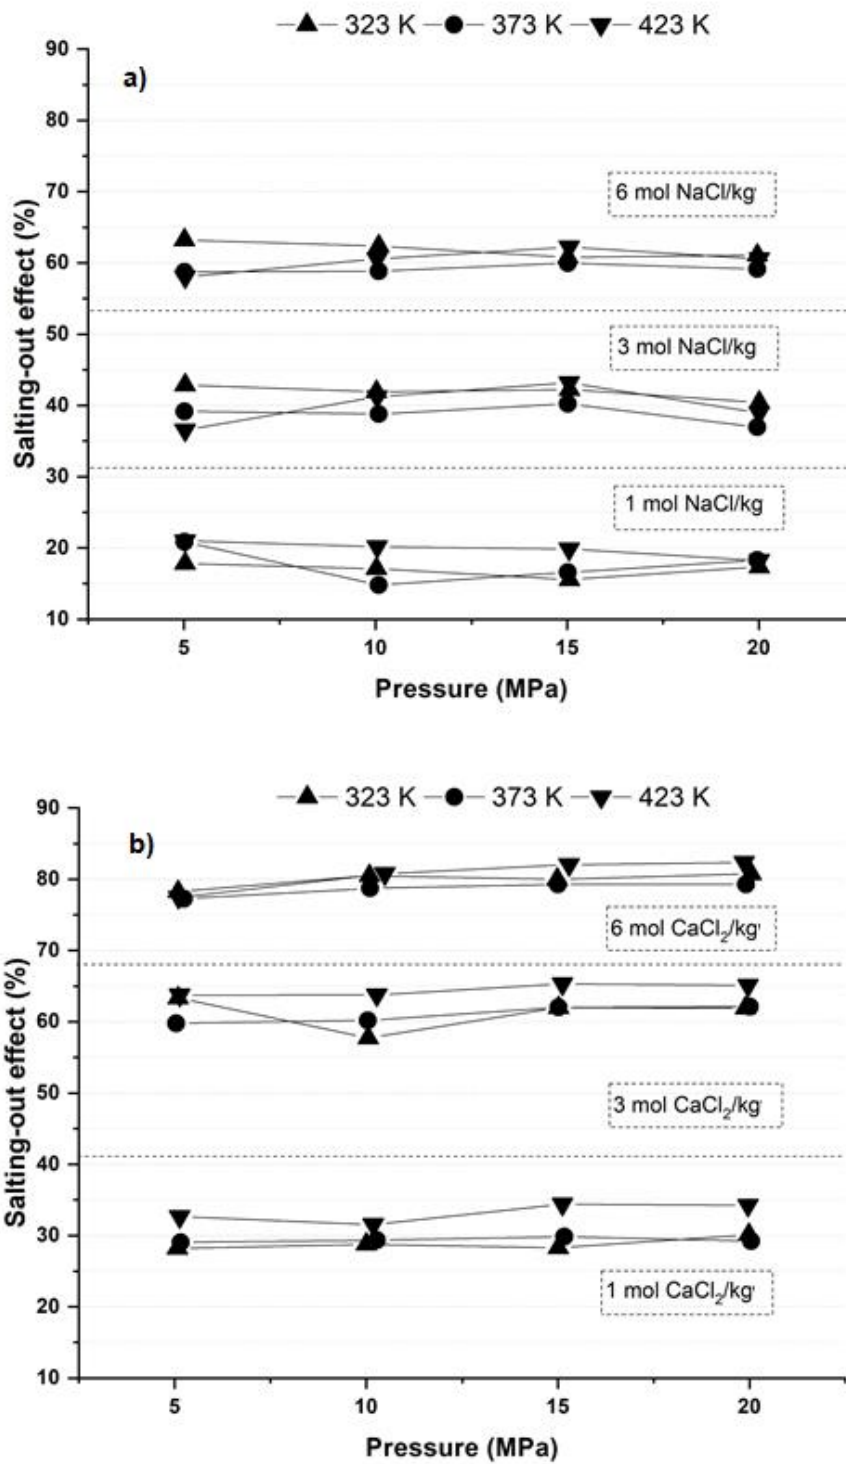 323 K 373 K 423 K
a)
90
80
70
60
50
40
30
20
10
Salting-out effect (%)
6 mol NaCl/kg
3 mol NaCl/kg
1 mol NaCl/kg
5 10 15 20
Pressure (MPa)
323 K 373 K 423 K
b)
90
80
70
60
50
40
30
20
10
Salting-out effect (%)
6 mol CaCl₂/kg
3 mol CaCl₂/kg
1 mol CaCl₂/kg
5 10 15 20
Pressure (MPa)